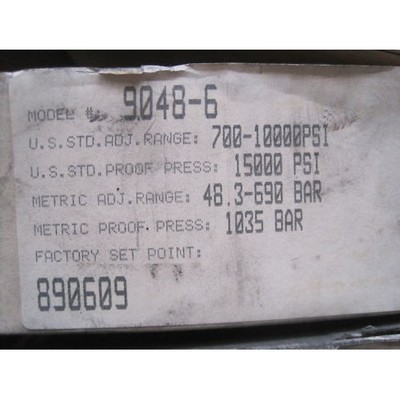 MODEL #: 9048-6
U.S.STD.ADJ.RANGE: 700-10000PSI
U.S.STD.PROOF PRESS: 15000 PSI
METRIC ADJ.RANGE: 48.3-690 BAR
METRIC PROOF PRESS: 1035 BAR
FACTORY SET POINT:
890609